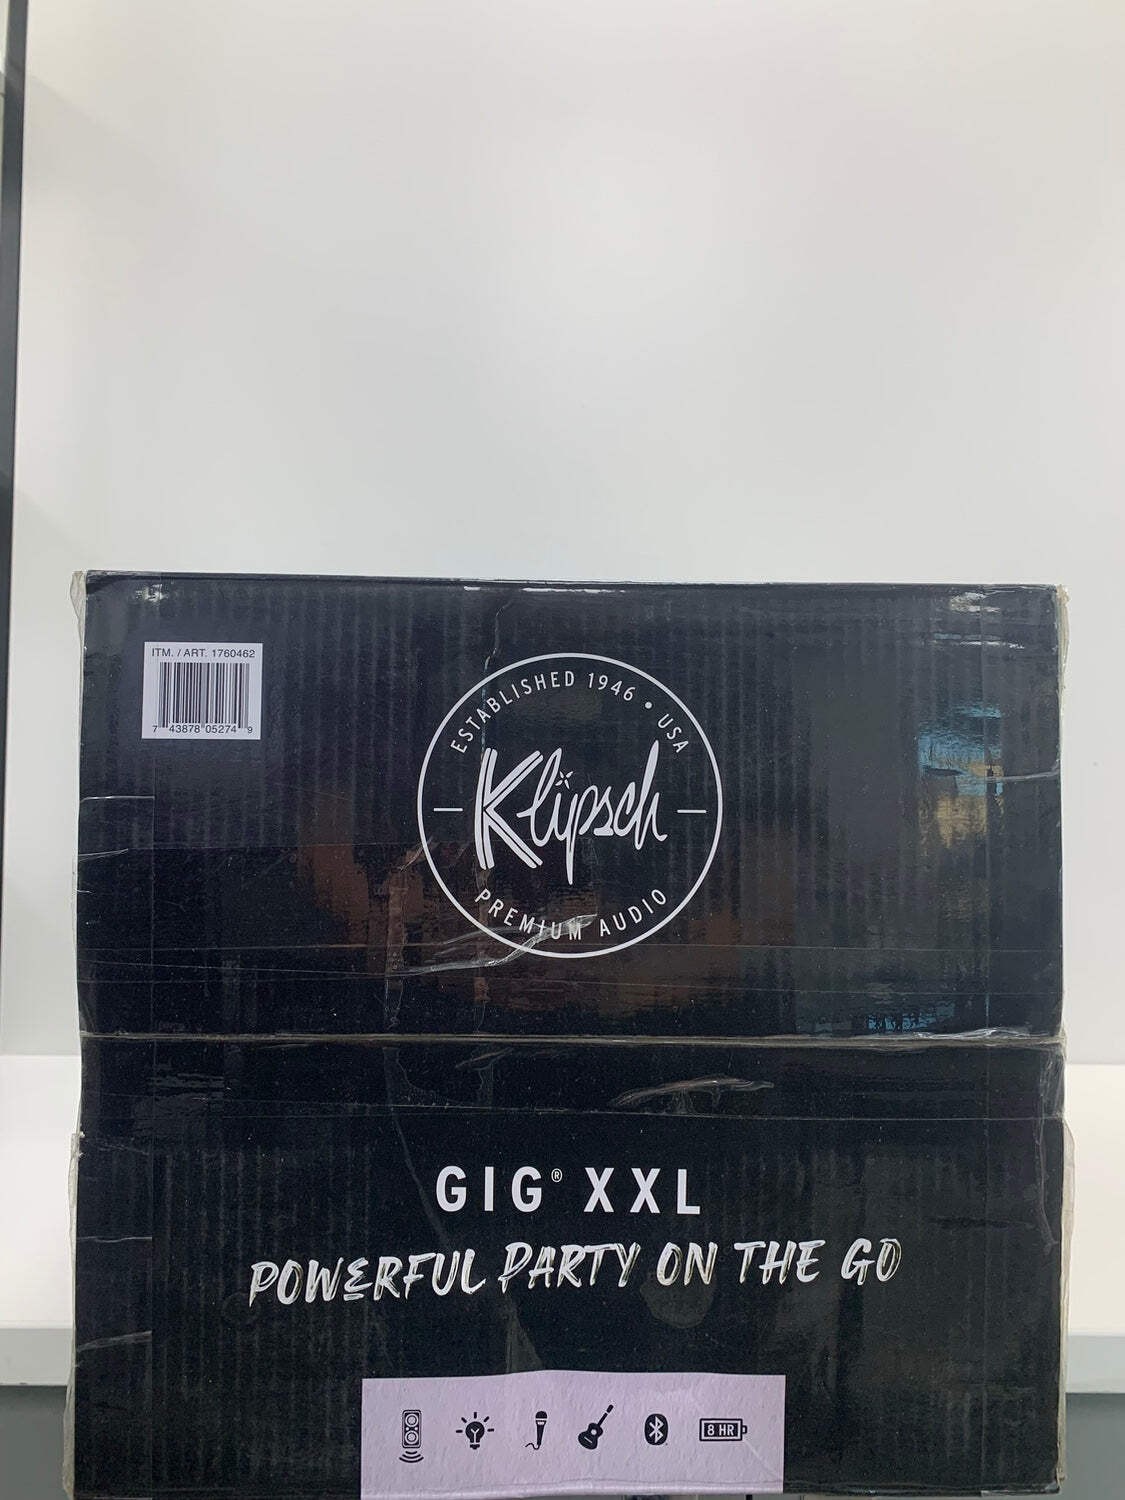 ITM. / ART. 1760462
7 43878 05274 9
ESTABLISHED 1946 • USA
Klipsch
PREMIUM AUDIO
GIG® XXL
POWERFUL PARTY ON THE GO
8 HR